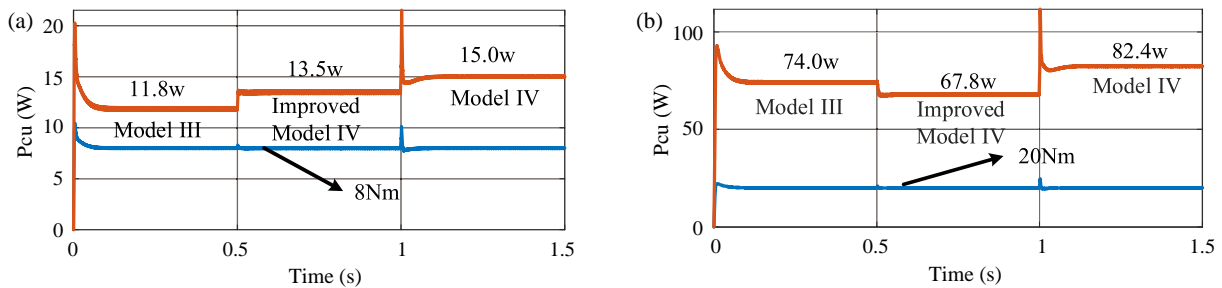 (a)
Pcu (W)
20
15
10
5
0
11.8w
13.5w
15.0w
Model III
Improved
Model IV
Model IV
8Nm
0
0.5
1
1.5
Time (s)
(b)
Pcu (W)
100
50
0
74.0w
67.8w
82.4w
Model III
Improved
Model IV
Model IV
20Nm
0
0.5
1
1.5
Time (s)